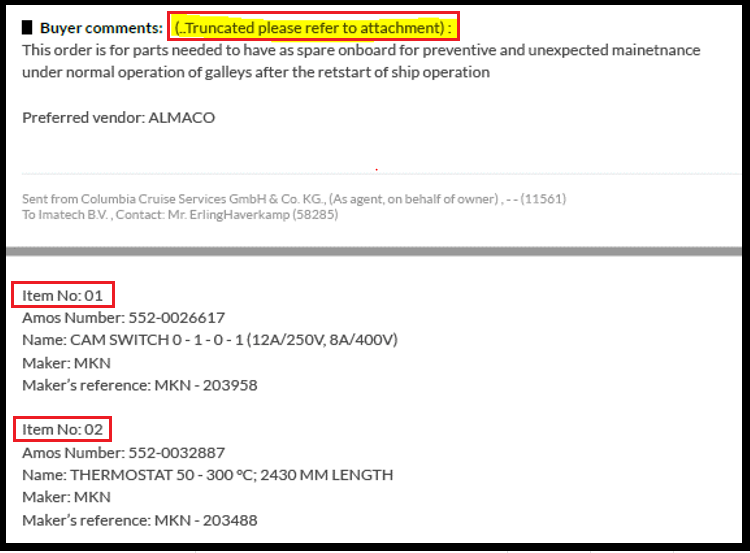 Buyer comments: (..Truncated please refer to attachment) :
This order is for parts needed to have as spare onboard for preventive and unexpected mainetnance
under normal operation of galleys after the retstart of ship operation
Preferred vendor: ALMACO
Sent from Columbia Cruise Services GmbH & Co. KG., (As agent, on behalf of owner) , - - (11561)
To Imatech B.V. , Contact: Mr. ErlingHaverkamp (58285)
Item No: 01
Amos Number: 552-0026617
Name: CAM SWITCH 0 - 1 - 0 - 1 (12A/250V, 8A/400V)
Maker: MKN
Maker's reference: MKN - 203958
Item No: 02
Amos Number: 552-0032887
Name: THERMOSTAT 50 - 300 °C; 2430 MM LENGTH
Maker: MKN
Maker's reference: MKN - 203488